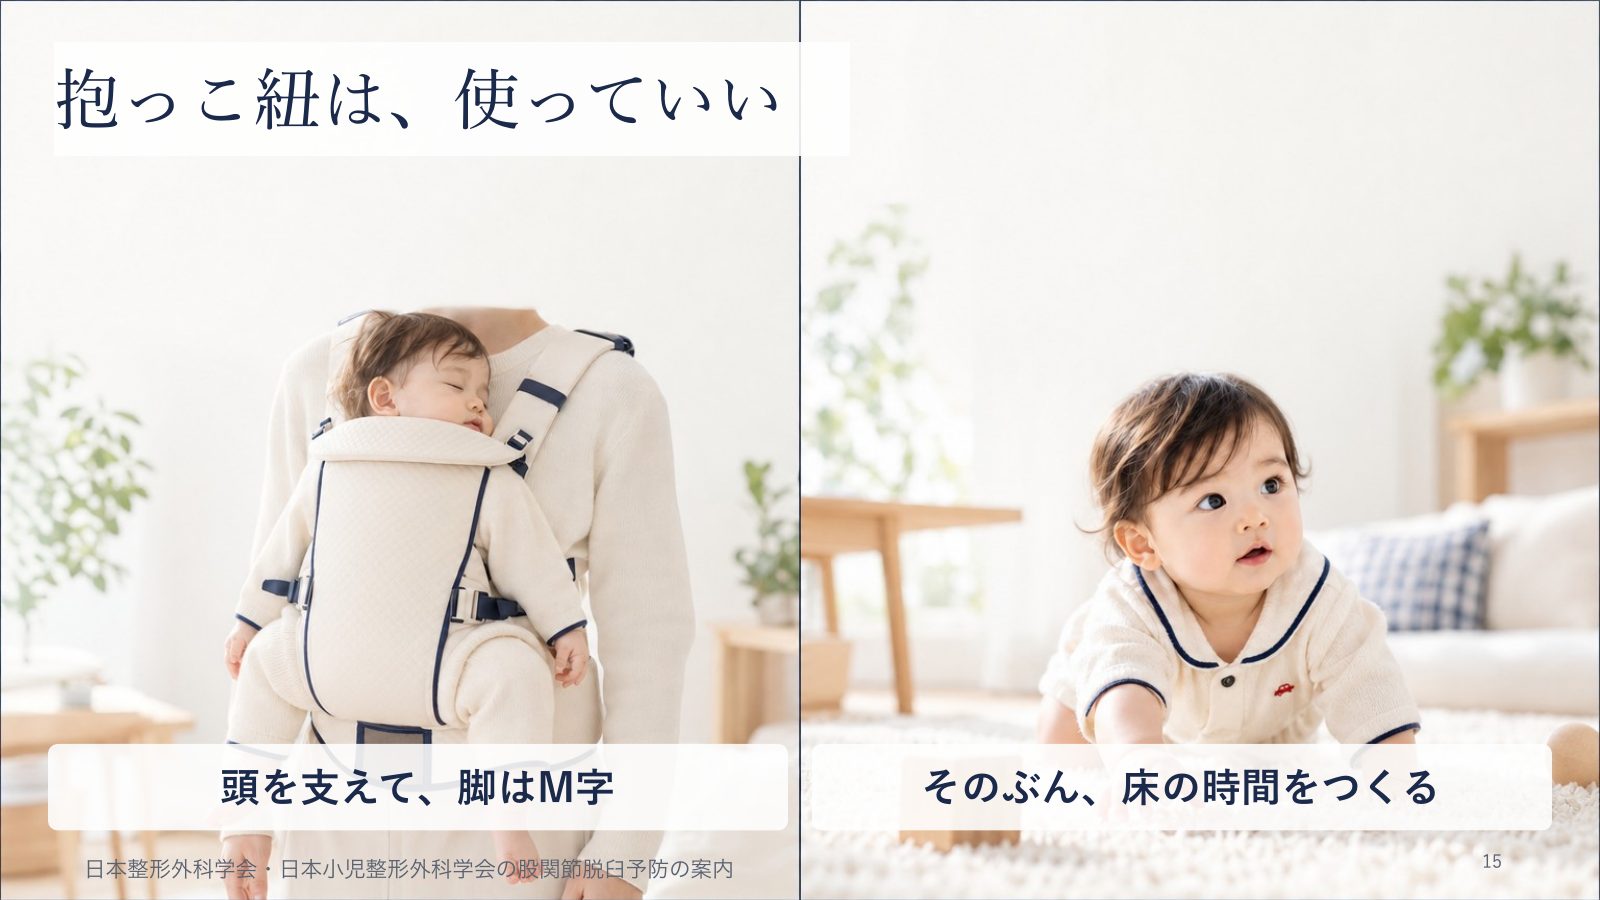 抱っこ紐は、使っていい
頭を支えて、脚はM字
そのぶん、床の時間をつくる
日本整形外科学会・日本小児整形外科学会の股関節脱臼予防の案内
15